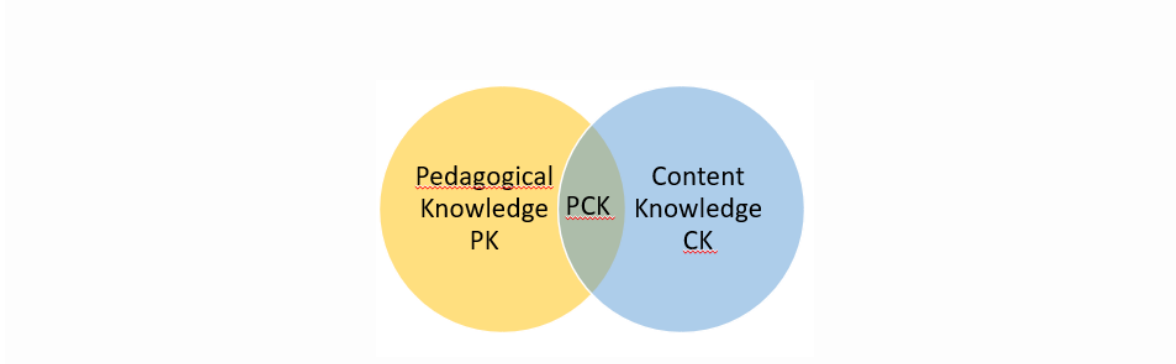 Pedagogical
Knowledge
PK
PCK
Content
Knowledge
CK